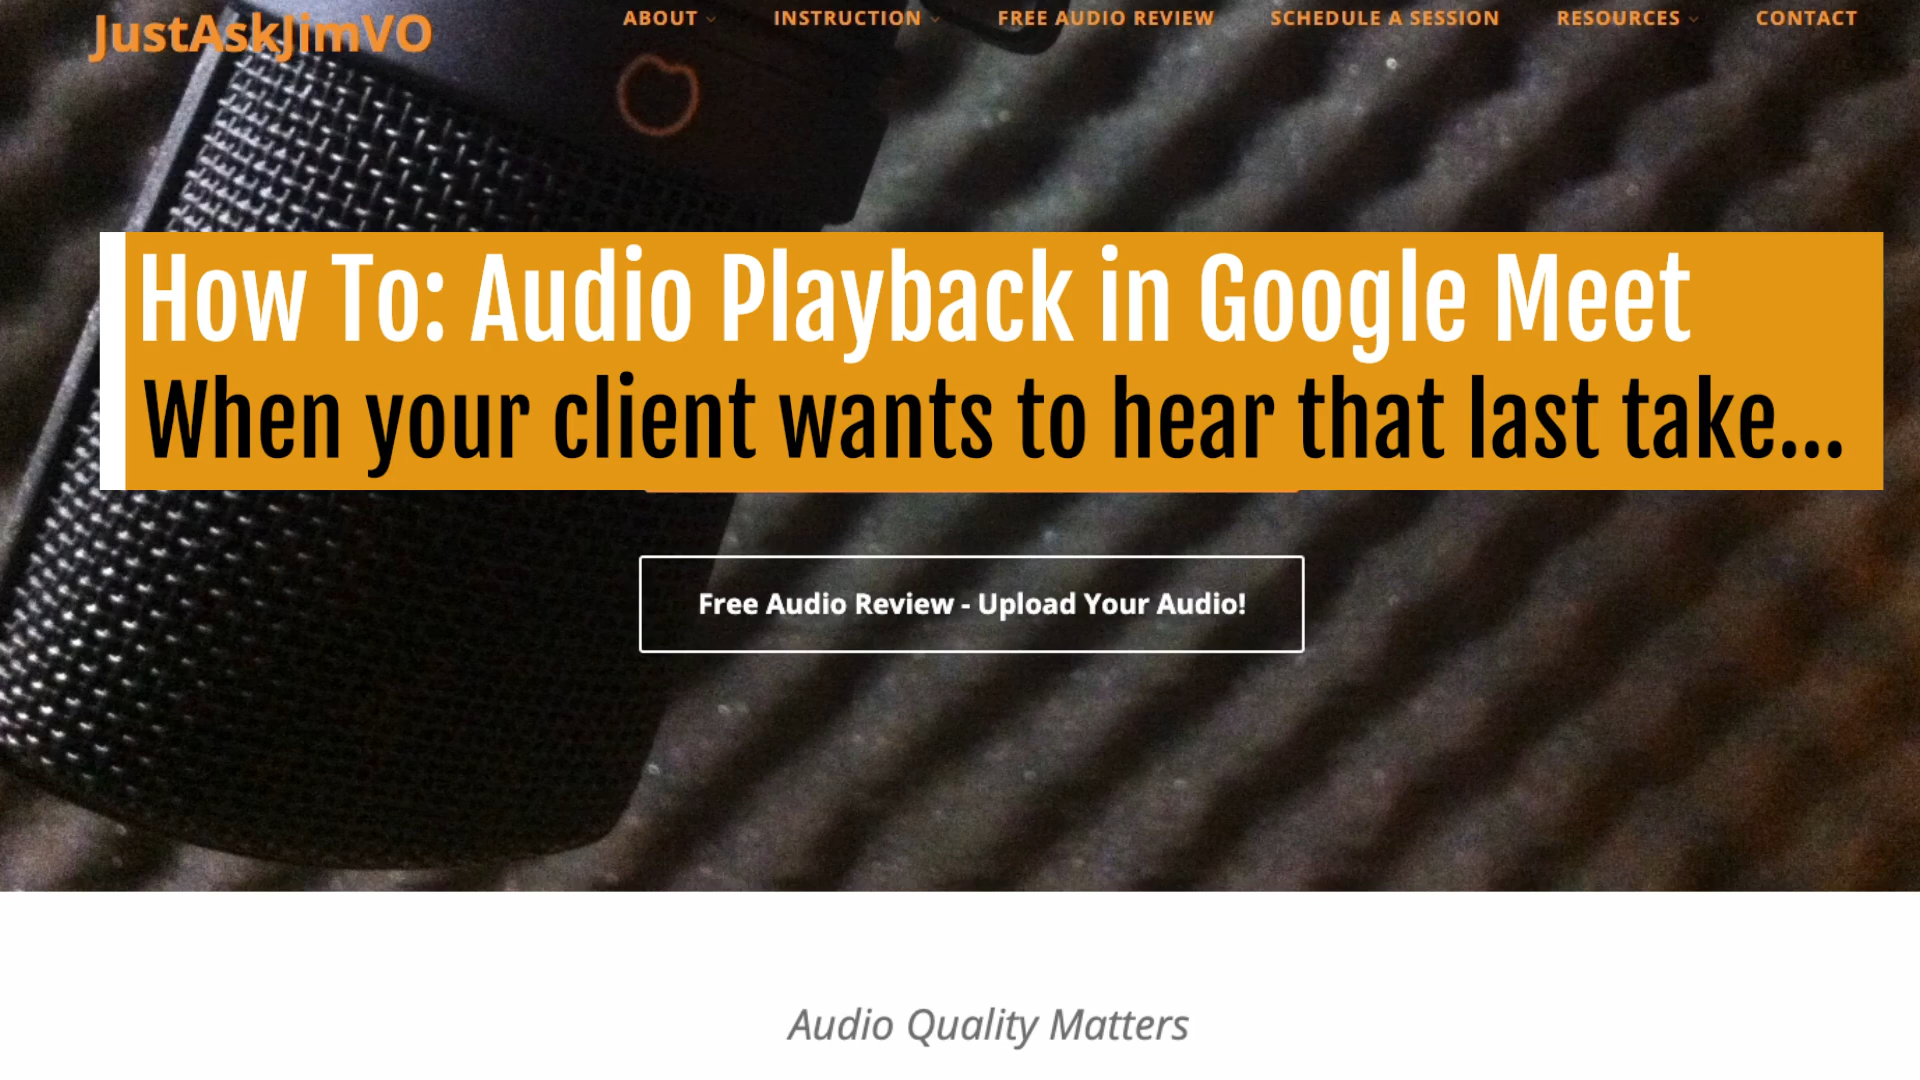 JustAskJimVO
ABOUT INSTRUCTION FREE AUDIO REVIEW SCHEDULE A SESSION RESOURCES CONTACT
How To: Audio Playback in Google Meet
When your client wants to hear that last take...
Free Audio Review - Upload Your Audio!
Audio Quality Matters